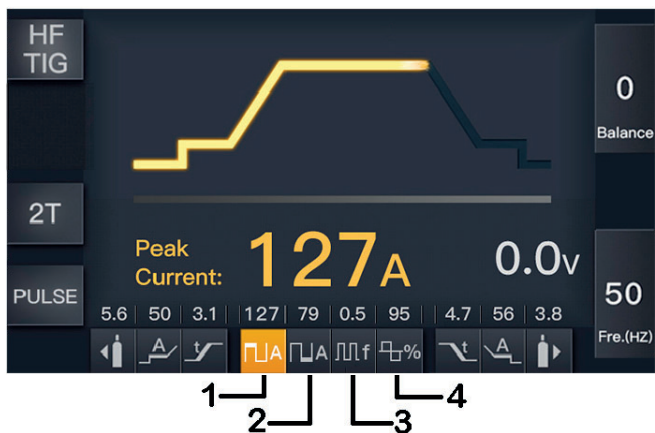 HF
TIG
0
Balance
2T
Peak
Current:
127A
0.0v
PULSE
50
Fre.(HZ)
5.6 50 3.1 127 79 0.5 95 4.7 56 3.8
A t A A f % t A
1 2 3 4